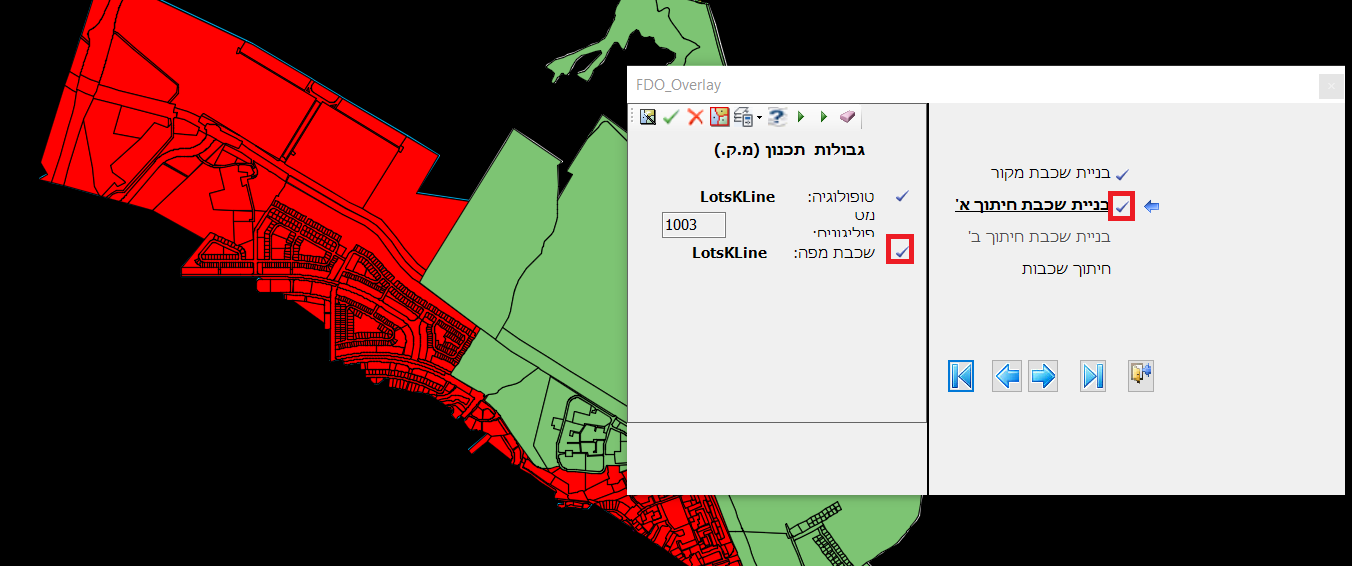 FDO_Overlay
גבולות תכנון (מ.ק.)
טופולוגיה: LotsKLine
מס
פוליגונים: 1003
שכבת מפה: LotsKLine
בניית שכבת מקור
בניית שכבת חיתוך א'
בניית שכבת חיתוך ב'
חיתוך שכבות